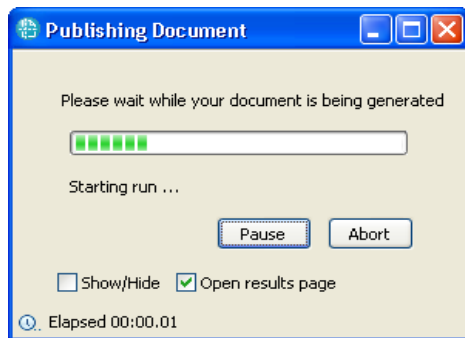 Publishing Document
Please wait while your document is being generated
Starting run ...
Pause Abort
Show/Hide Open results page
Elapsed 00:00.01